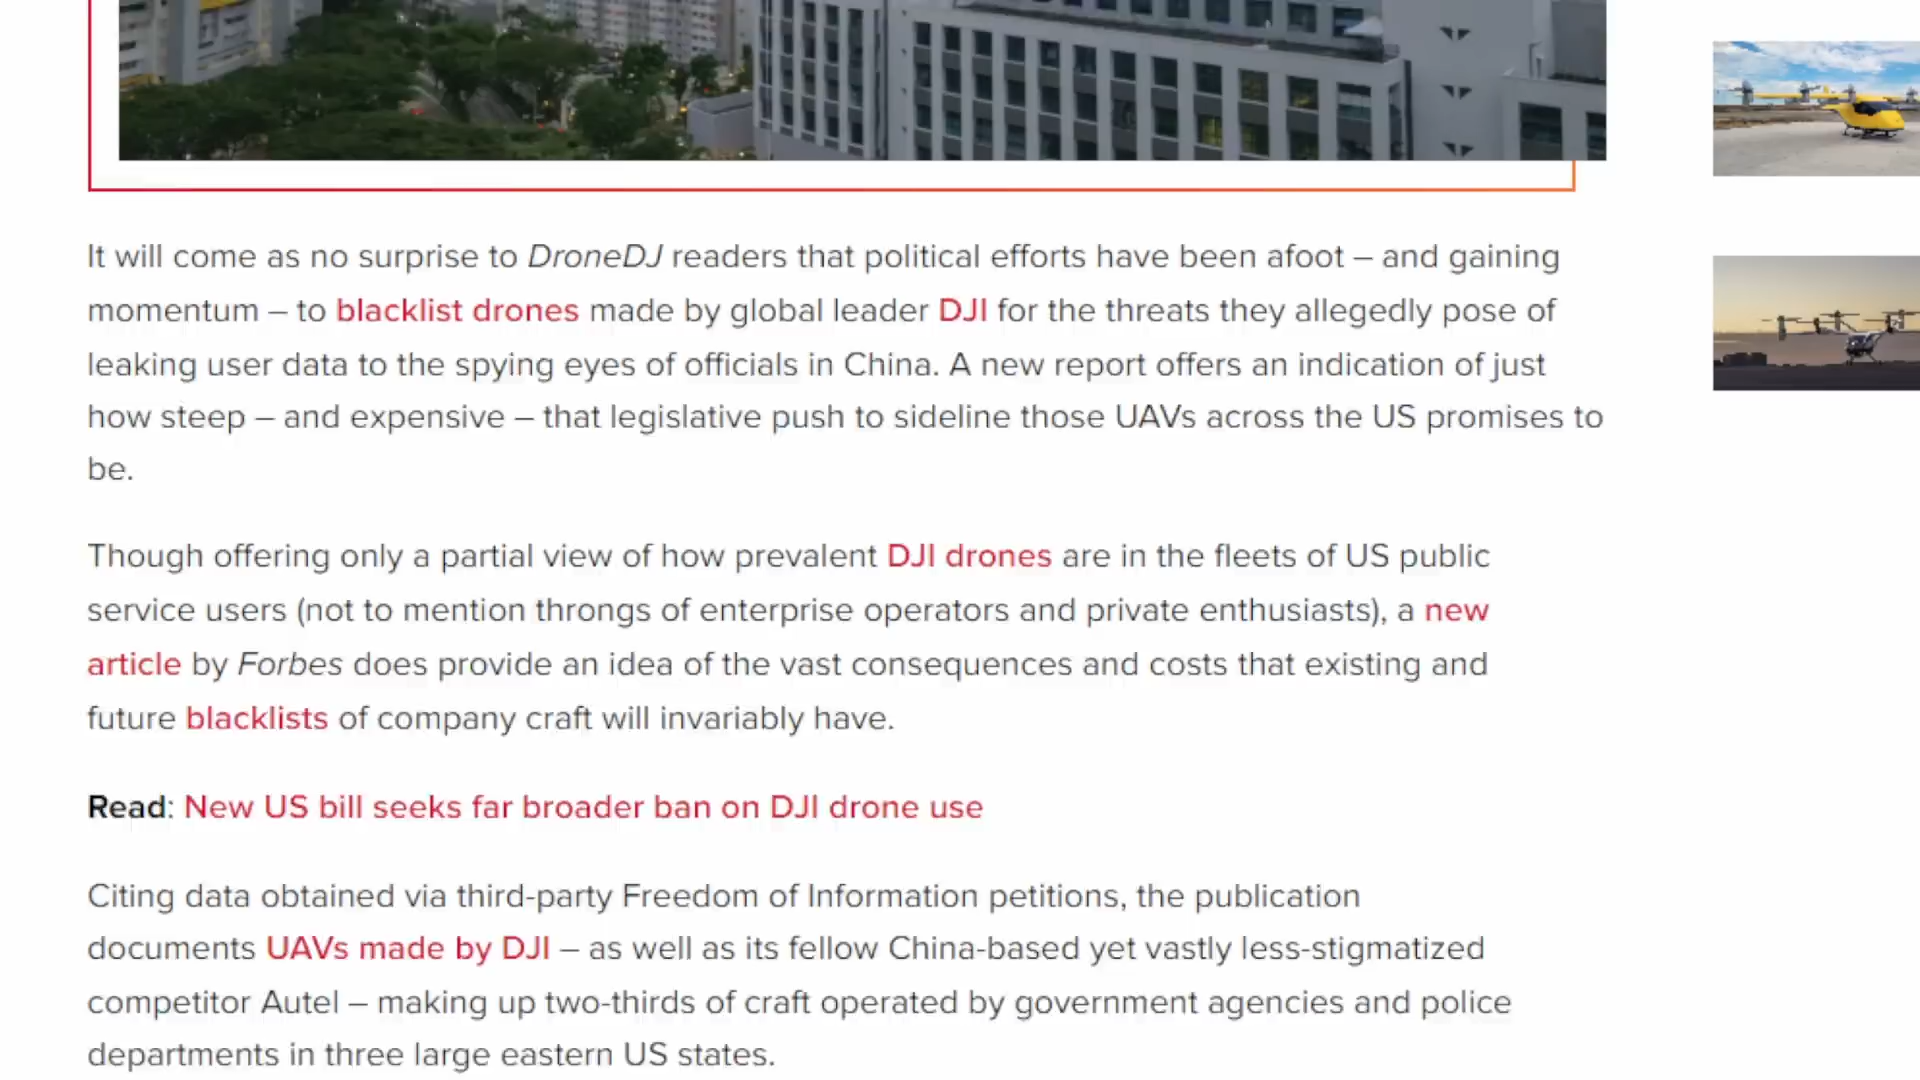 It will come as no surprise to DroneDJ readers that political efforts have been afoot – and gaining
momentum – to blacklist drones made by global leader DJI for the threats they allegedly pose of
leaking user data to the spying eyes of officials in China. A new report offers an indication of just
how steep – and expensive – that legislative push to sideline those UAVs across the US promises to
be.
Though offering only a partial view of how prevalent DJI drones are in the fleets of US public
service users (not to mention throngs of enterprise operators and private enthusiasts), a new
article by Forbes does provide an idea of the vast consequences and costs that existing and
future blacklists of company craft will invariably have.
Read: New US bill seeks far broader ban on DJI drone use
Citing data obtained via third-party Freedom of Information petitions, the publication
documents UAVs made by DJI – as well as its fellow China-based yet vastly less-stigmatized
competitor Autel – making up two-thirds of craft operated by government agencies and police
departments in three large eastern US states.